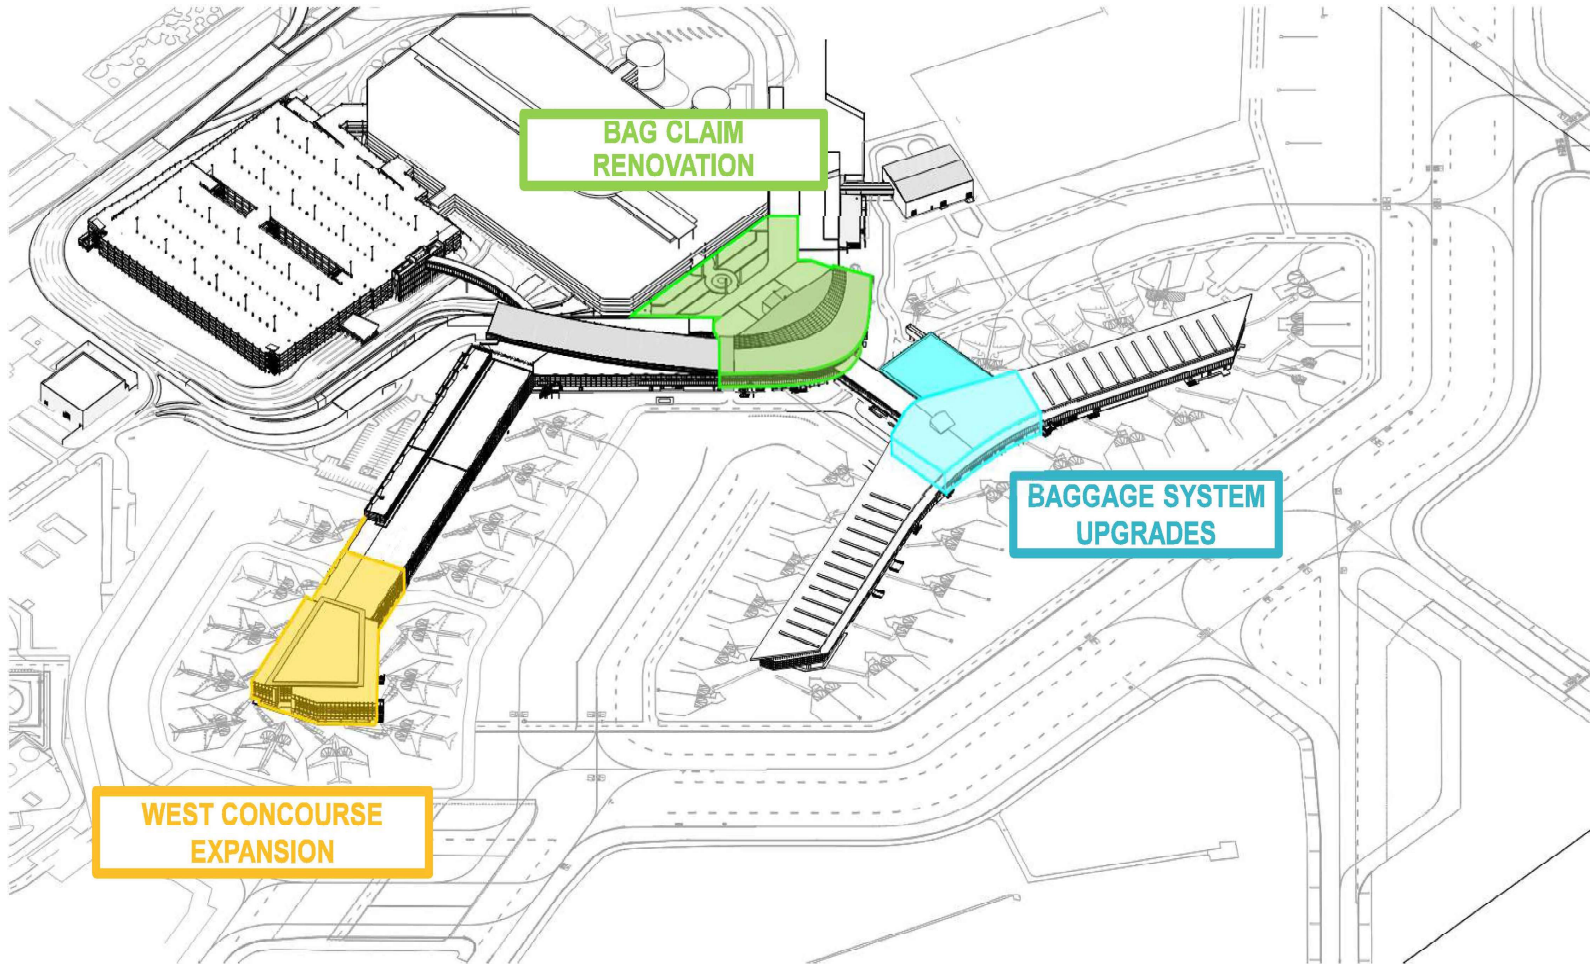 BAG CLAIM
RENOVATION
BAGGAGE SYSTEM
UPGRADES
WEST CONCOURSE
EXPANSION